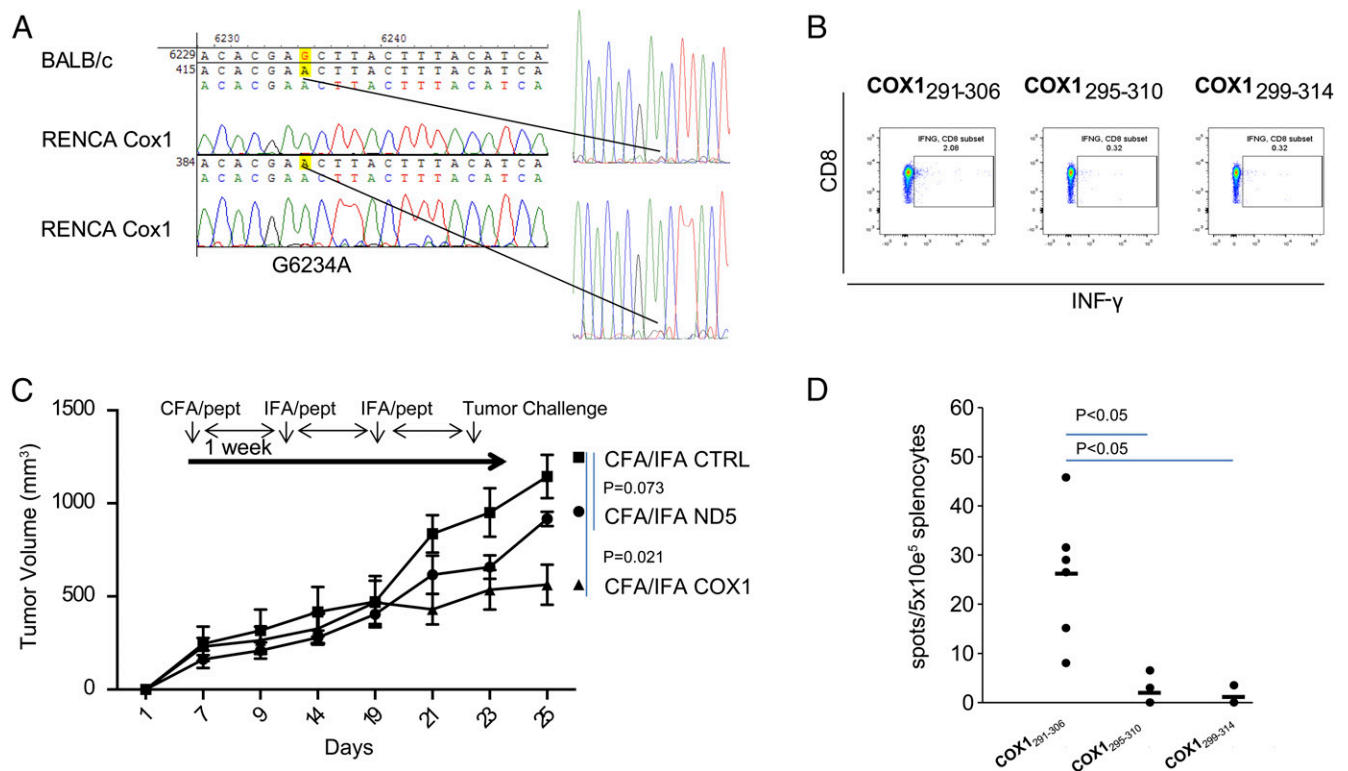 A
6230 6240
BALB/c
6229 A C A C G A G C T T A C T T T A C A T C A
415 A C A C G A A C T T A C T T T A C A T C A
A C A C G A A C T T A C T T T A C A T C A
RENCA Cox1
384 A C A C G A A C T T A C T T T A C A T C A
A C A C G A A C T T A C T T T A C A T C A
RENCA Cox1
G6234A
B
COX1291-306 COX1295-310 COX1299-314
IFNG, CD8 subset
2.08
IFNG, CD8 subset
0.32
IFNG, CD8 subset
0.32
CD8
INF-γ
C
CFA/pept IFA/pept IFA/pept Tumor Challenge
1 week
Tumor Volume (mm3)
1500
1000
500
0
1 7 9 14 19 21 23 25
Days
CFA/IFA CTRL
P=0.073
CFA/IFA ND5
P=0.021
CFA/IFA COX1
D
P<0.05
P<0.05
spots/5x10e5 splenocytes
60
50
40
30
20
10
0
COX1291-306 COX1295-310 COX1299-314